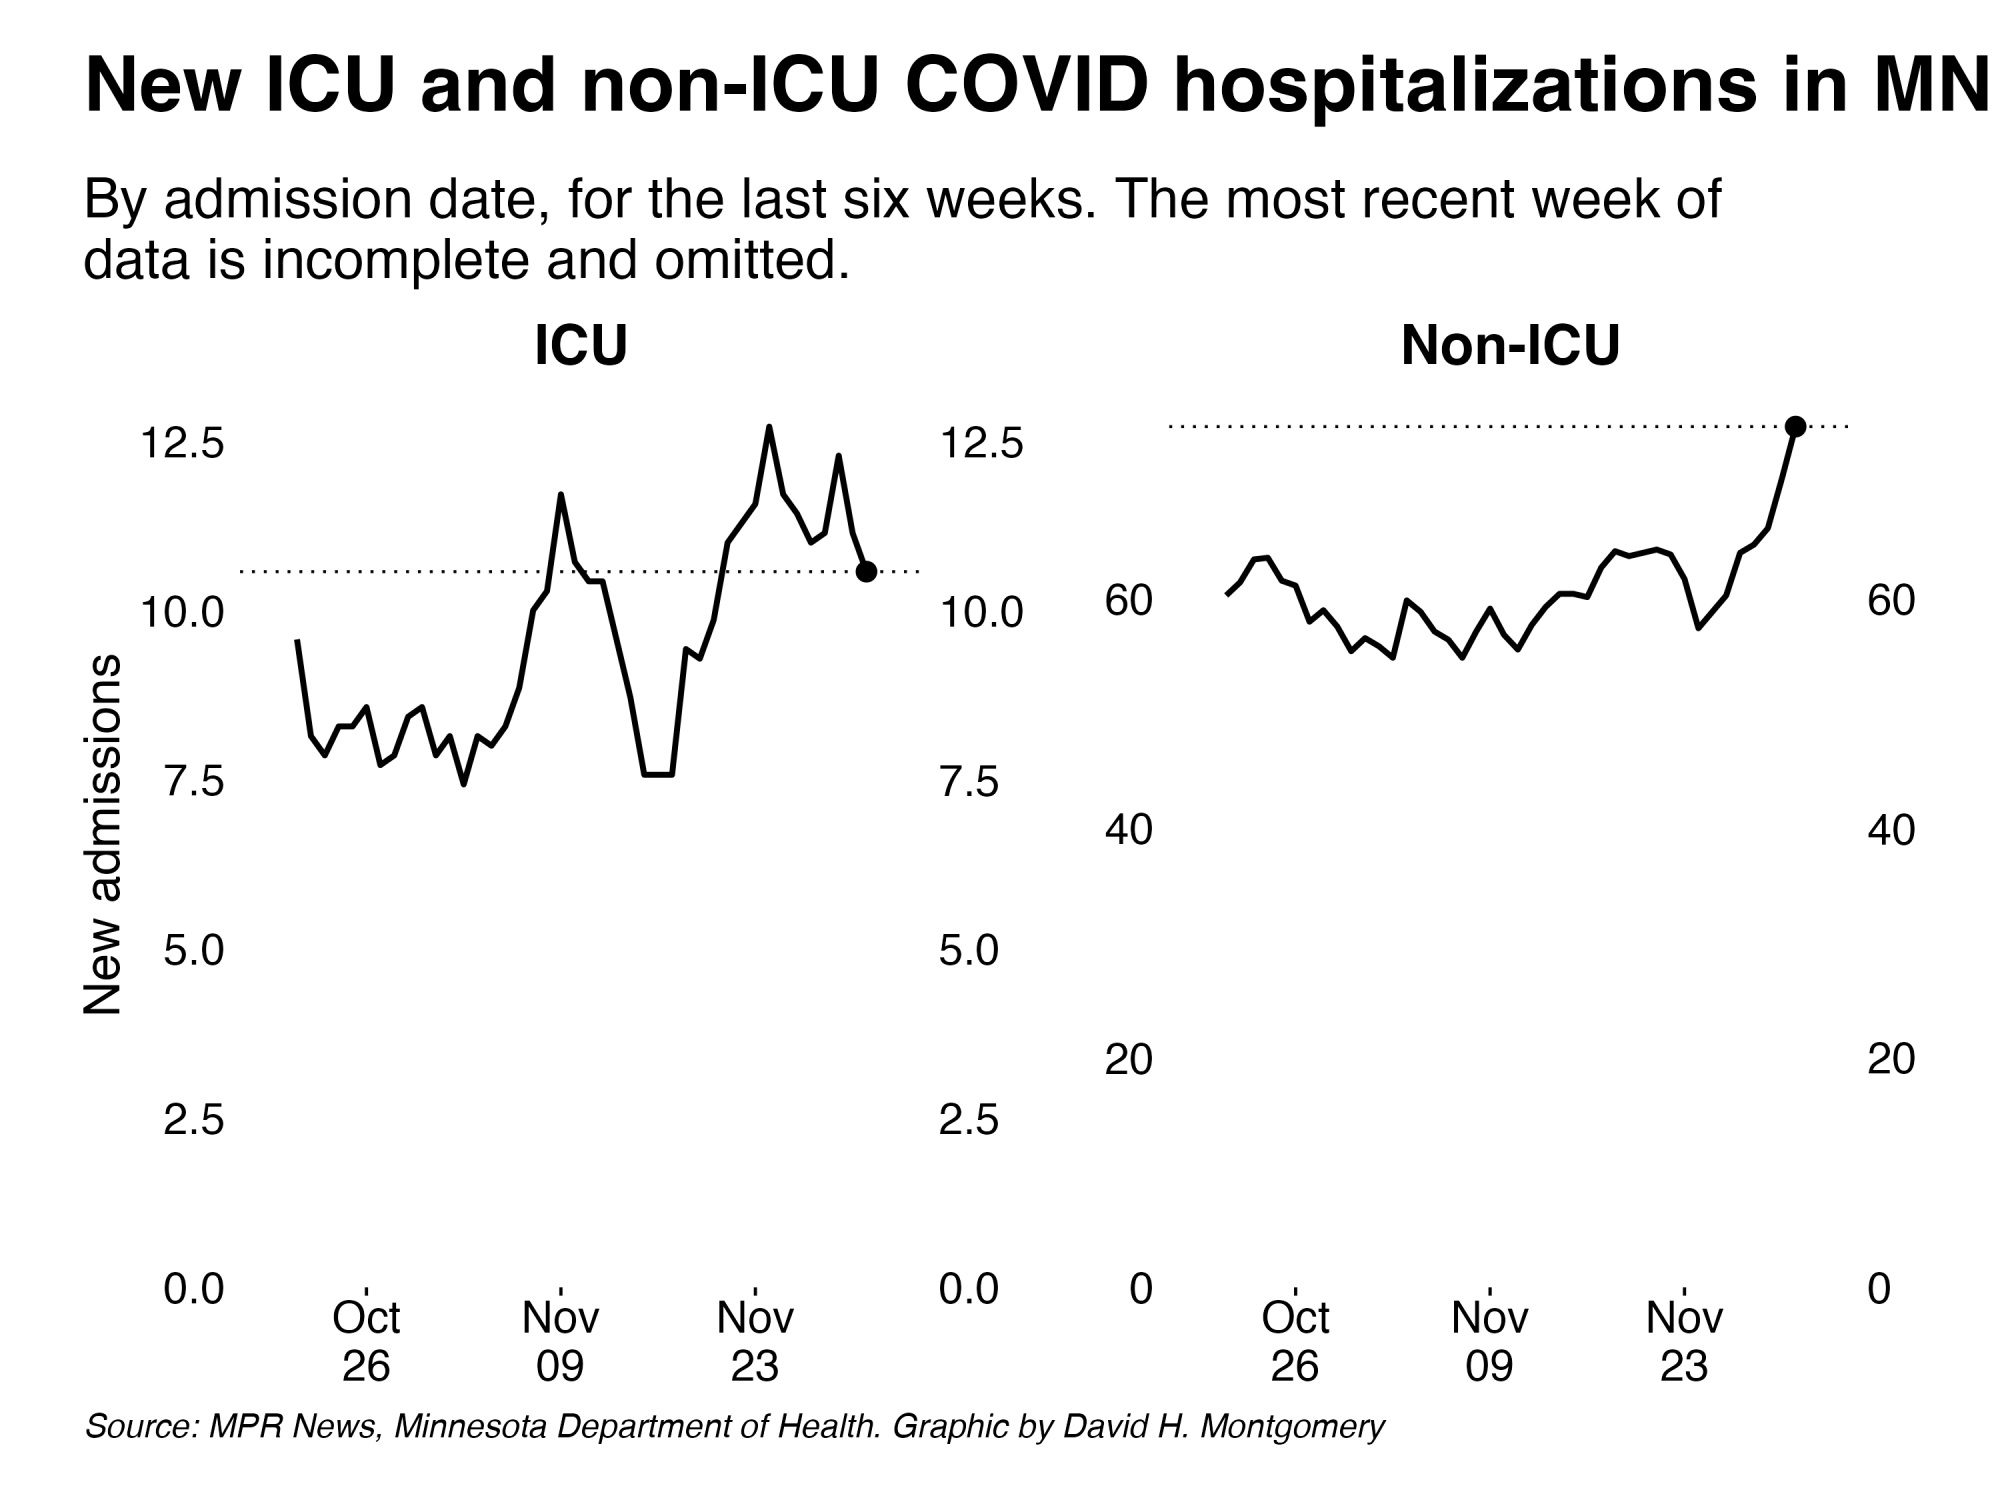 New ICU and non-ICU COVID hospitalizations in MN
By admission date, for the last six weeks. The most recent week of
data is incomplete and omitted.
ICU
Non-ICU
New admissions
12.5
10.0
7.5
5.0
2.5
0.0
12.5
10.0
7.5
5.0
2.5
0.0
60
40
20
0
60
40
20
0
Oct
26
Nov
09
Nov
23
Oct
26
Nov
09
Nov
23
Source: MPR News, Minnesota Department of Health. Graphic by David H. Montgomery